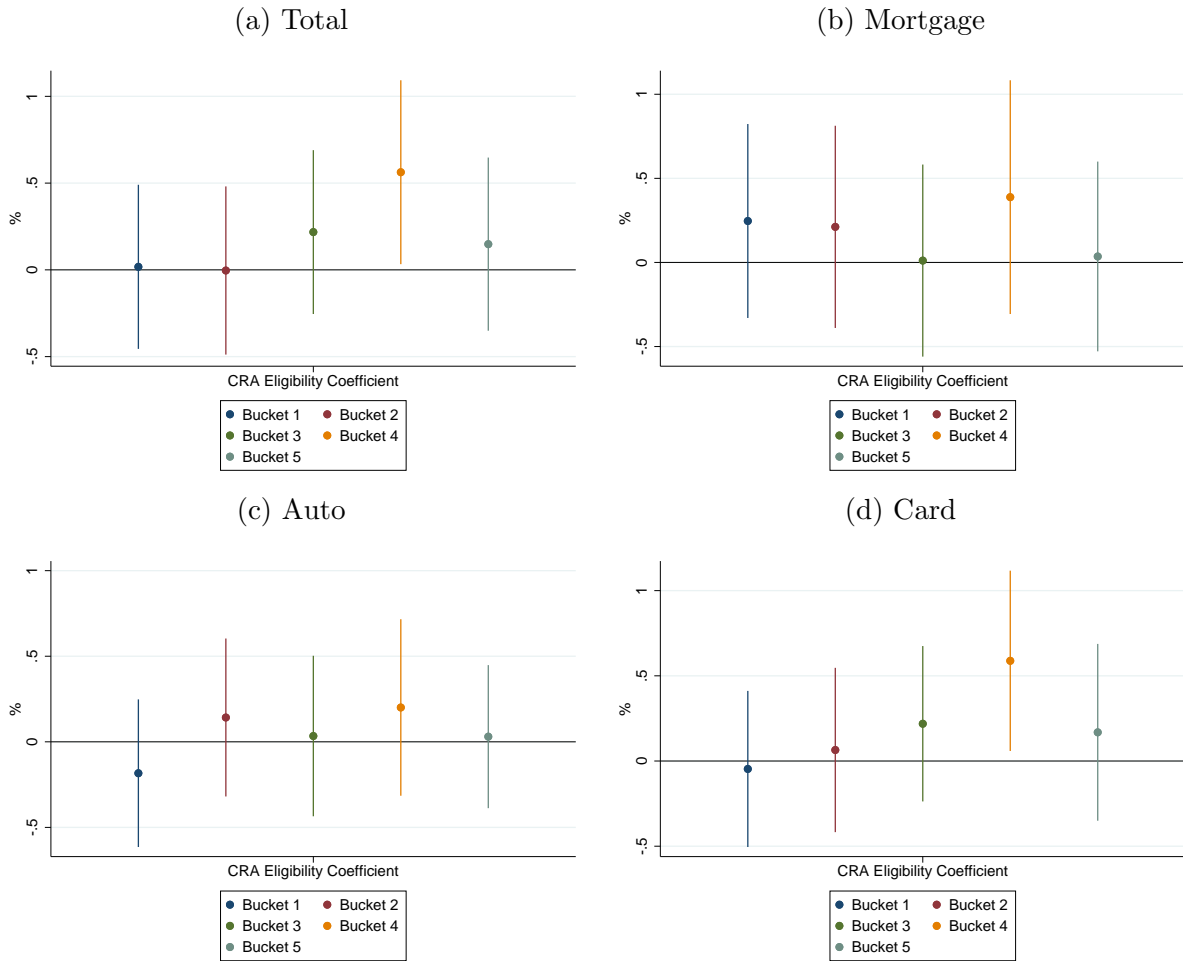 (a) Total
1
.5
%
0
-.5
CRA Eligibility Coefficient
Bucket 1 Bucket 2
Bucket 3 Bucket 4
Bucket 5
(b) Mortgage
1
.5
%
0
-.5
CRA Eligibility Coefficient
Bucket 1 Bucket 2
Bucket 3 Bucket 4
Bucket 5
(c) Auto
1
.5
%
0
-.5
CRA Eligibility Coefficient
Bucket 1 Bucket 2
Bucket 3 Bucket 4
Bucket 5
(d) Card
1
.5
%
0
-.5
CRA Eligibility Coefficient
Bucket 1 Bucket 2
Bucket 3 Bucket 4
Bucket 5